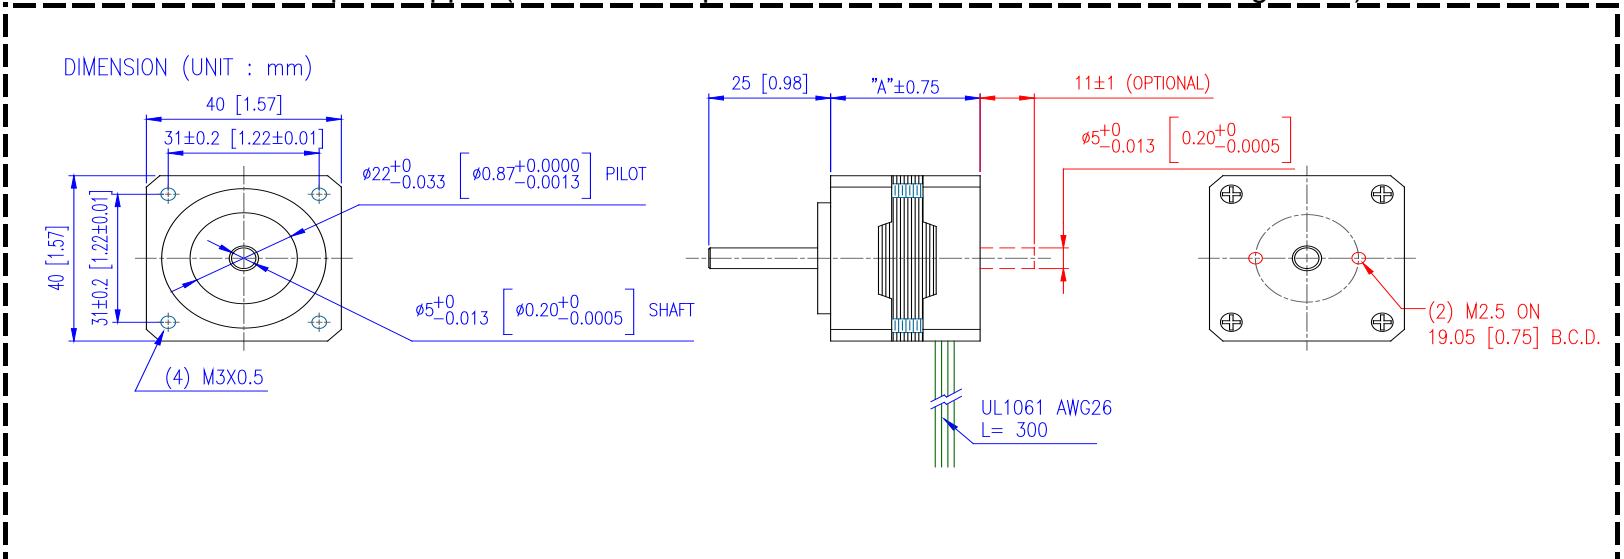 DIMENSION (UNIT : mm)
40 [1.57]
31±0.2 [1.22±0.01]
ø22+0 -0.033 [ø0.87+0.0000 -0.0013] PILOT
40 [1.57]
31±0.2 [1.22±0.01]
ø5+0 -0.013 [ø0.20+0 -0.0005] SHAFT
(4) M3X0.5
25 [0.98]
"A"±0.75
11±1 (OPTIONAL)
ø5+0 -0.013 [0.20+0 -0.0005]
UL1061 AWG26
L= 300
(2) M2.5 ON
19.05 [0.75] B.C.D.